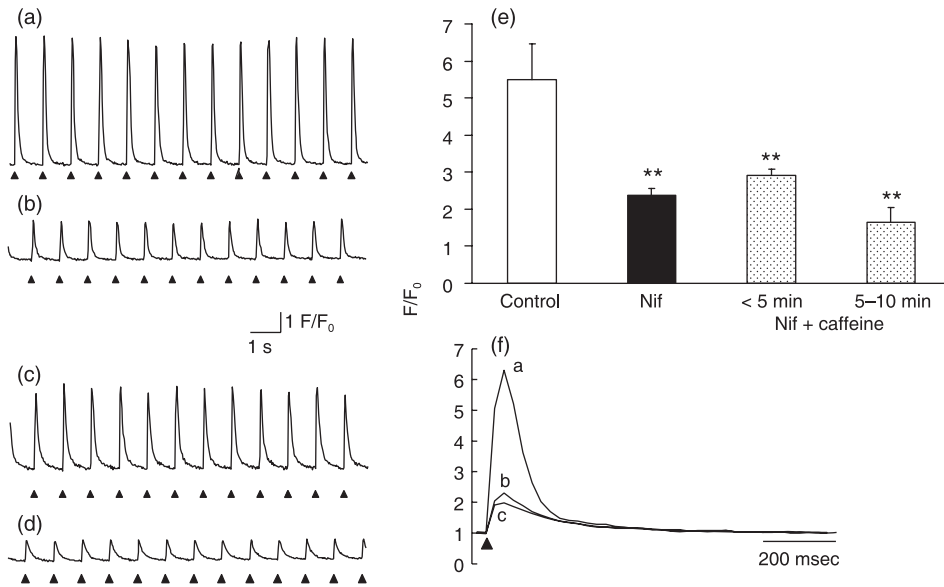 (a)
(b)
1 F/F0
1 s
(c)
(d)
(e)
F/F0
7
6
5
4
3
2
1
0
**
**
**
Control
Nif
< 5 min
5–10 min
Nif + caffeine
(f)
7
6
5
4
3
2
1
0
a
b
c
200 msec